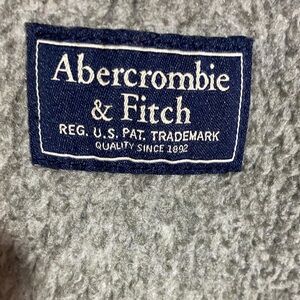 Abercrombie
& Fitch
REG. U.S. PAT. TRADEMARK
QUALITY SINCE 1892